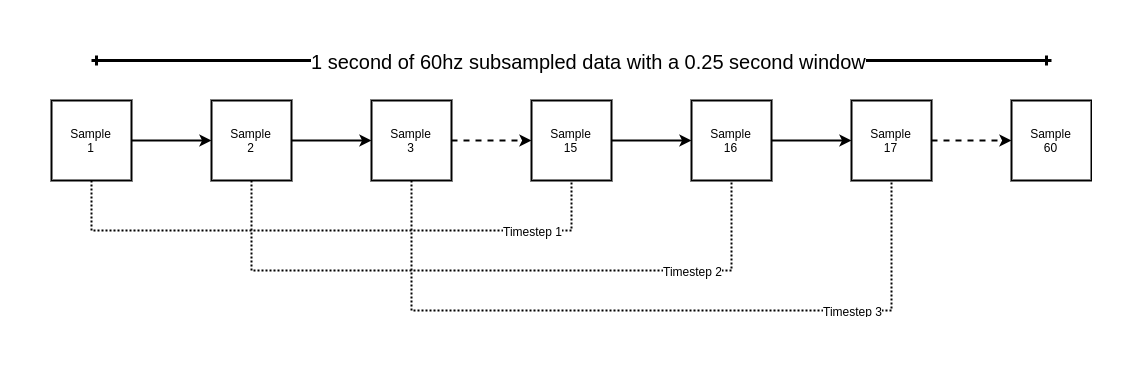 1 second of 60hz subsampled data with a 0.25 second window
Sample
1
Sample
2
Sample
3
Sample
15
Sample
16
Sample
17
Sample
60
Timestep 1
Timestep 2
Timestep 3